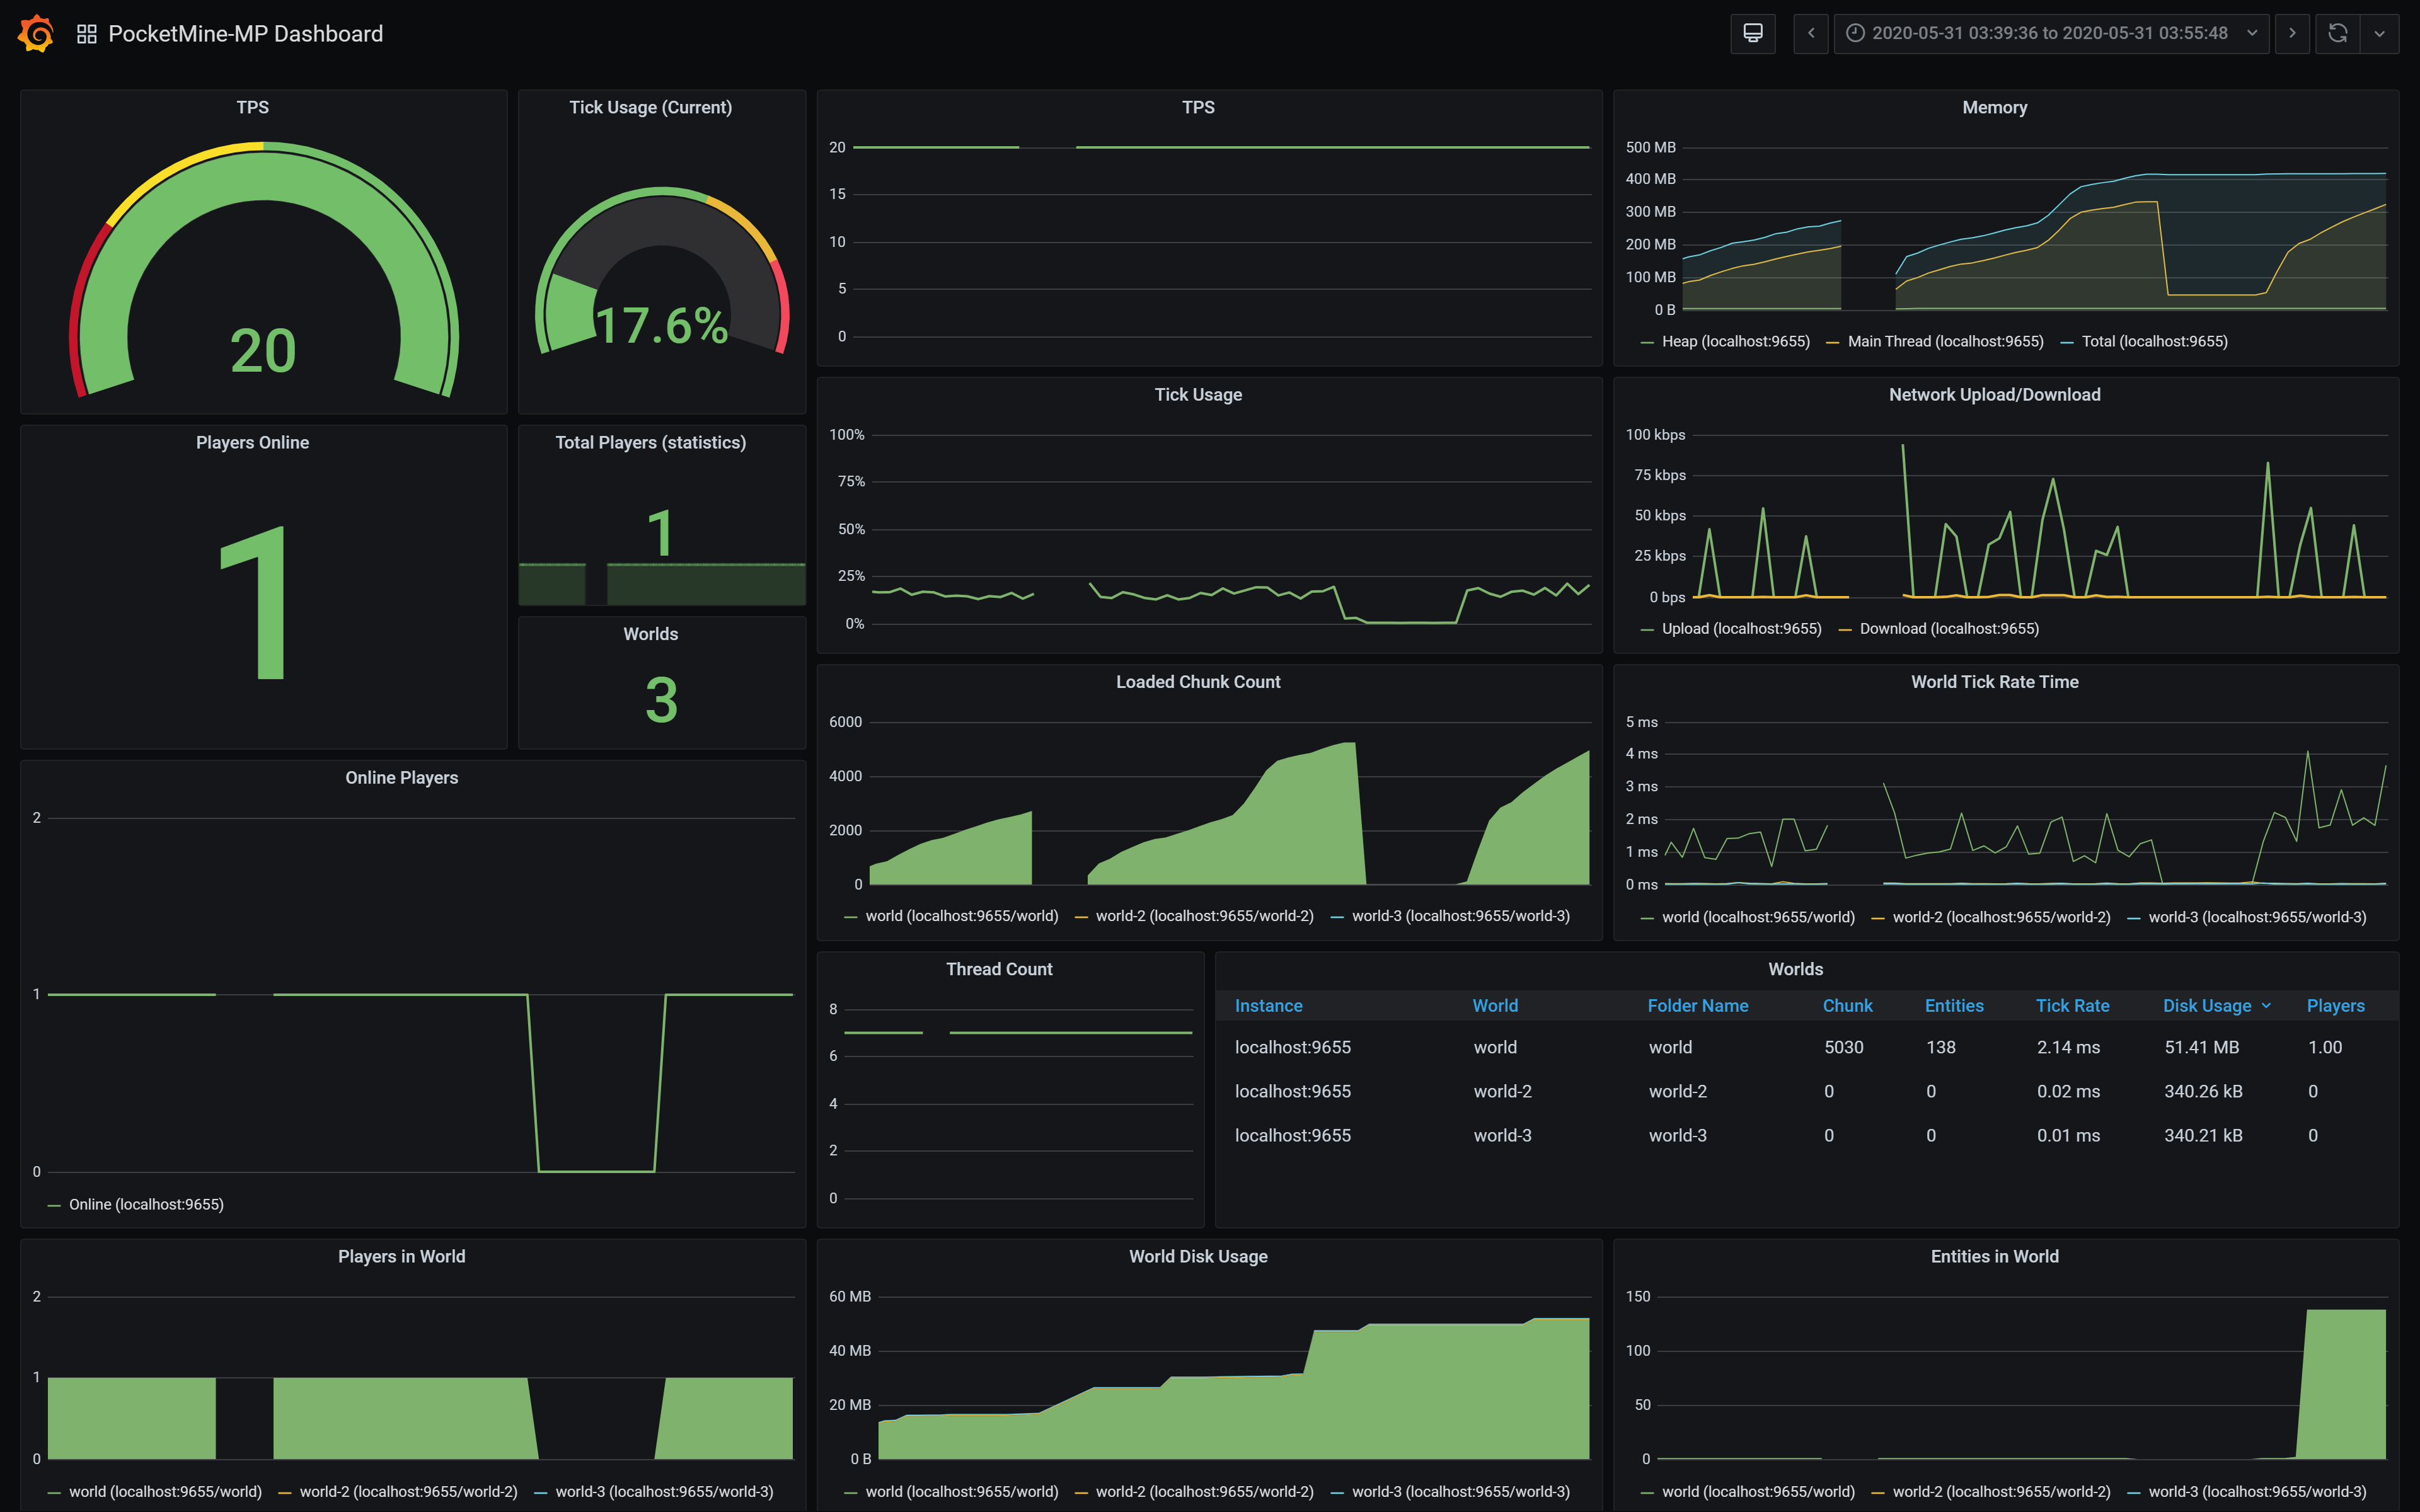 PocketMine-MP Dashboard
2020-05-31 03:39:36 to 2020-05-31 03:55:48
TPS
20
Tick Usage (Current)
17.6%
TPS
20
15
10
5
0
Memory
500 MB
400 MB
300 MB
200 MB
100 MB
0 B
Heap (localhost:9655) Main Thread (localhost:9655) Total (localhost:9655)
Players Online
1
Total Players (statistics)
1
Worlds
3
Tick Usage
100%
75%
50%
25%
0%
Network Upload/Download
100 kbps
75 kbps
50 kbps
25 kbps
0 bps
Upload (localhost:9655) Download (localhost:9655)
Loaded Chunk Count
6000
4000
2000
0
world (localhost:9655/world) world-2 (localhost:9655/world-2) world-3 (localhost:9655/world-3)
World Tick Rate Time
5 ms
4 ms
3 ms
2 ms
1 ms
0 ms
world (localhost:9655/world) world-2 (localhost:9655/world-2) world-3 (localhost:9655/world-3)
Online Players
2
1
0
Online (localhost:9655)
Thread Count
8
6
4
2
0
Worlds
Instance World Folder Name Chunk Entities Tick Rate Disk Usage Players
localhost:9655 world world 5030 138 2.14 ms 51.41 MB 1.00
localhost:9655 world-2 world-2 0 0 0.02 ms 340.26 kB 0
localhost:9655 world-3 world-3 0 0 0.01 ms 340.21 kB 0
Players in World
2
1
0
world (localhost:9655/world) world-2 (localhost:9655/world-2) world-3 (localhost:9655/world-3)
World Disk Usage
60 MB
40 MB
20 MB
0 B
world (localhost:9655/world) world-2 (localhost:9655/world-2) world-3 (localhost:9655/world-3)
Entities in World
150
100
50
0
world (localhost:9655/world) world-2 (localhost:9655/world-2) world-3 (localhost:9655/world-3)